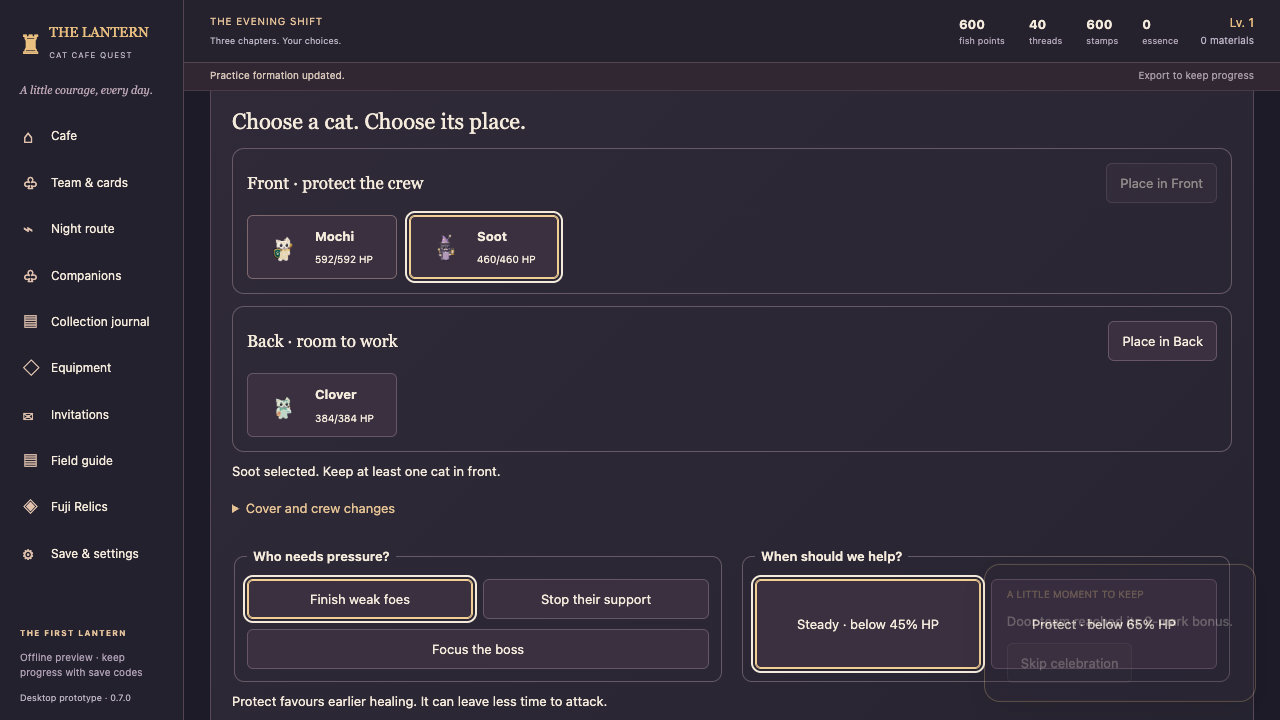 THE LANTERN
CAT CAFE QUEST
A little courage, every day.
Cafe
Team & cards
Night route
Companions
Collection journal
Equipment
Invitations
Field guide
Fuji Relics
Save & settings
THE FIRST LANTERN
Offline preview · keep
progress with save codes
Desktop prototype · 0.7.0
THE EVENING SHIFT
Three chapters. Your choices.
600
fish points
40
threads
600
stamps
0
essence
Lv. 1
0 materials
Practice formation updated.
Export to keep progress
Choose a cat. Choose its place.
Front · protect the crew
Place in Front
Mochi
592/592 HP
Soot
460/460 HP
Back · room to work
Place in Back
Clover
384/384 HP
Soot selected. Keep at least one cat in front.
Cover and crew changes
Who needs pressure?
Finish weak foes
Stop their support
Focus the boss
When should we help?
Steady · below 45% HP
Protect · below 65% HP
A LITTLE MOMENT TO KEEP
bonus.
Skip celebration
Protect favours earlier healing. It can leave less time to attack.